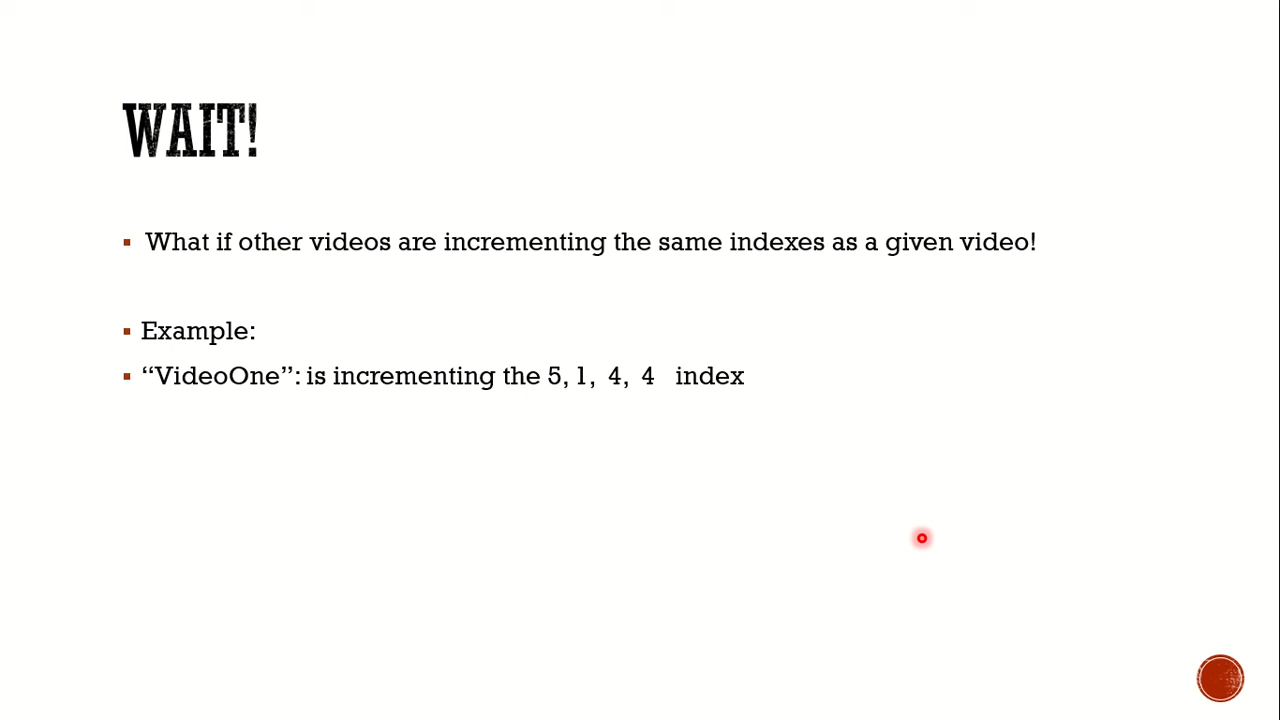 WAIT!
What if other videos are incrementing the same indexes as a given video!
Example:
“VideoOne”: is incrementing the 5, 1, 4, 4 index